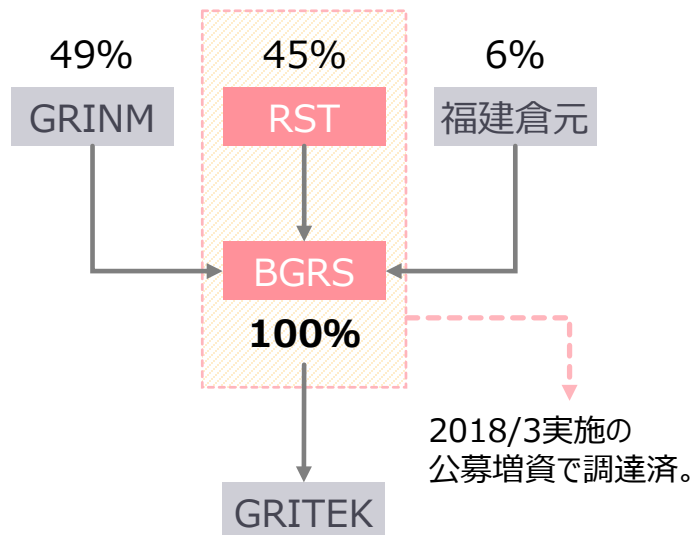 49%
45%
6%
GRINM
RST
福建倉元
BGRS
100%
2018/3実施の
公募増資で調達済。
GRITEK